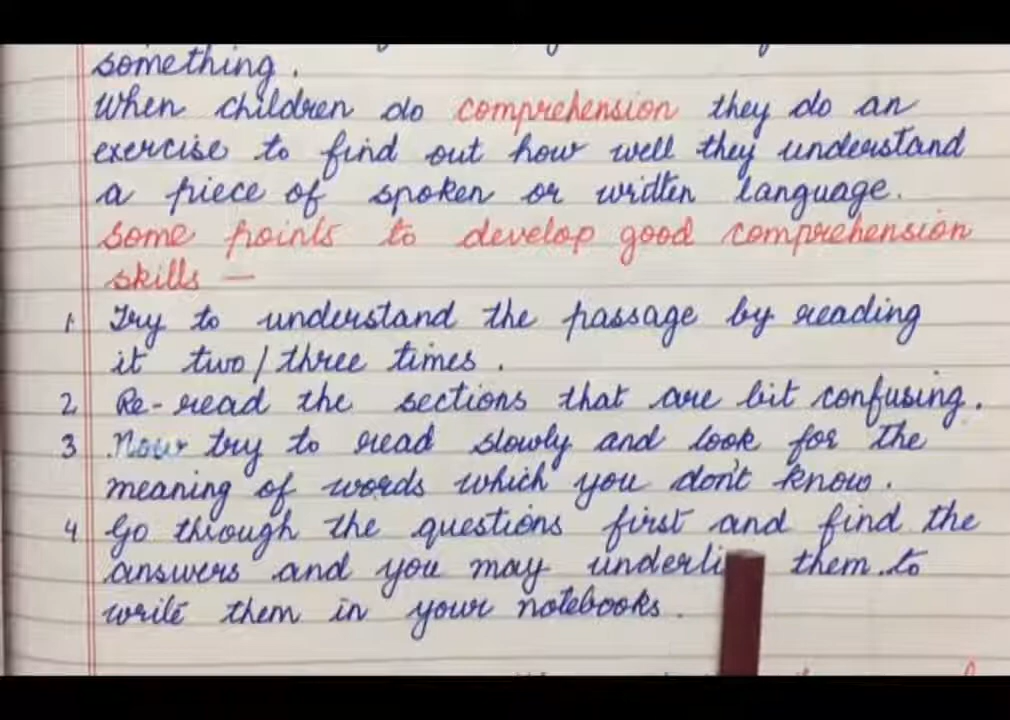 something.
When children do comprehension they do an
exercise to find out how well they understand
a piece of spoken or written language.
Some points to develop good comprehension
skills —
1. Try to understand the passage by reading
it two/three times.
2. Re-read the sections that are bit confusing.
3. Now try to read slowly and look for the
meaning of words which you don't know.
4. Go through the questions first and find the
answers and you may them to
write them in your notebooks.